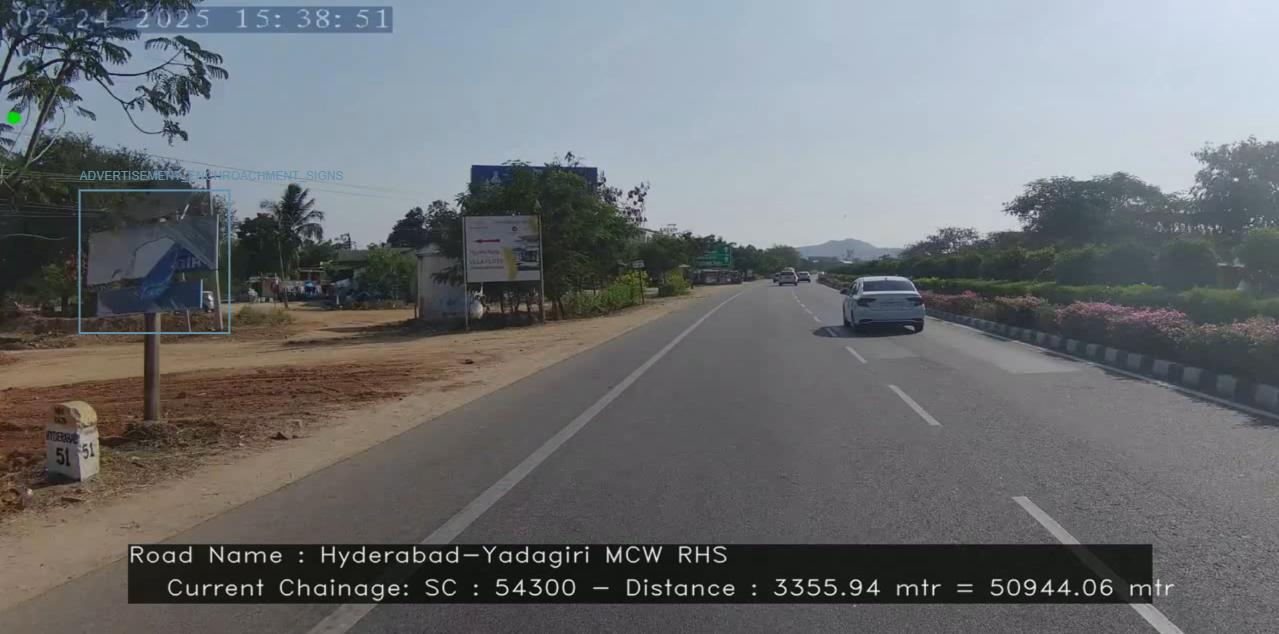 02-24-2025 15:38:51
ADVERTISEMENT_ENCHROACHMENT_SIGNS
HYDERABAD
51
51
Road Name : Hyderabad-Yadagiri MCW RHS
Current Chainage: SC : 54300 - Distance : 3355.94 mtr = 50944.06 mtr